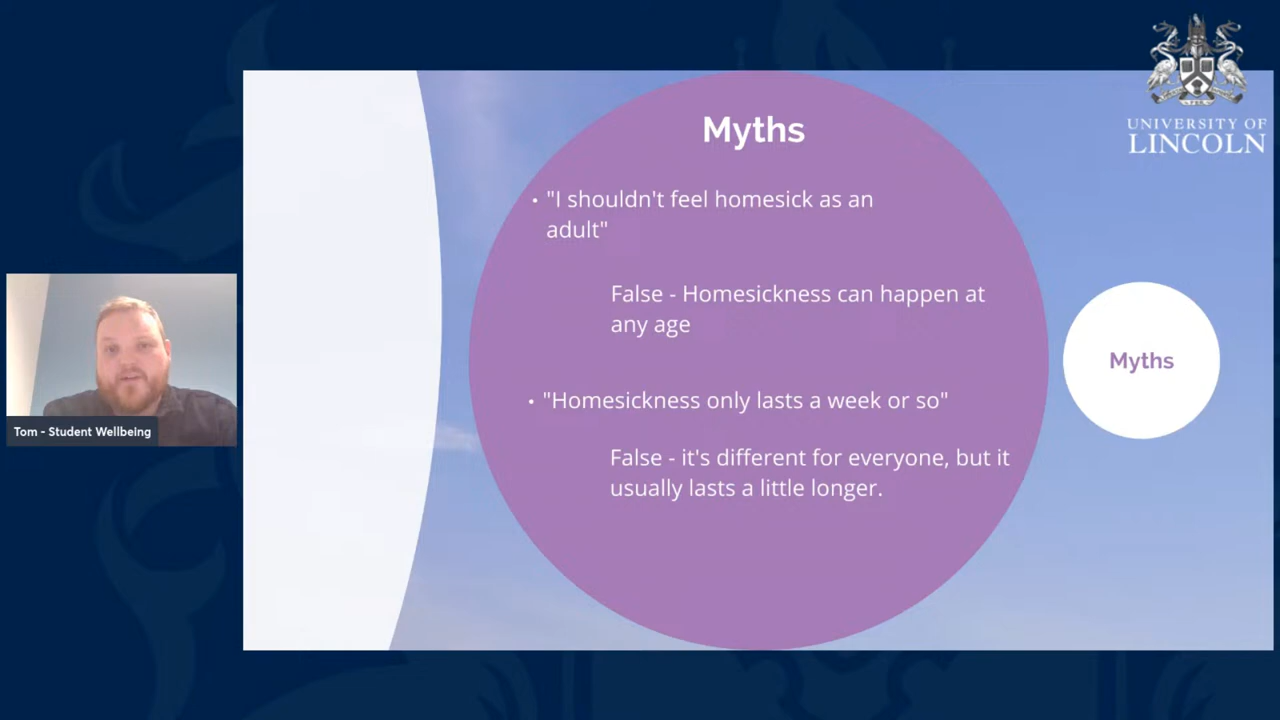 UNIVERSITY OF
LINCOLN
Myths
• "I shouldn't feel homesick as an
adult"
False - Homesickness can happen at
any age
• "Homesickness only lasts a week or so"
False - it's different for everyone, but it
usually lasts a little longer.
Myths
Tom - Student Wellbeing